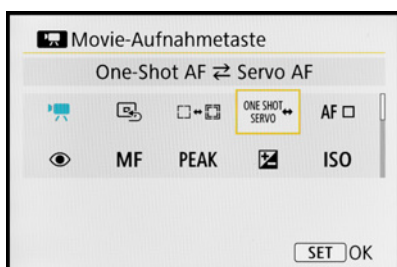 Movie-Aufnahmetaste
One-Shot AF ⇄ Servo AF
ONE SHOT
SERVO ↔ AF □
MF PEAK ISO
SET OK